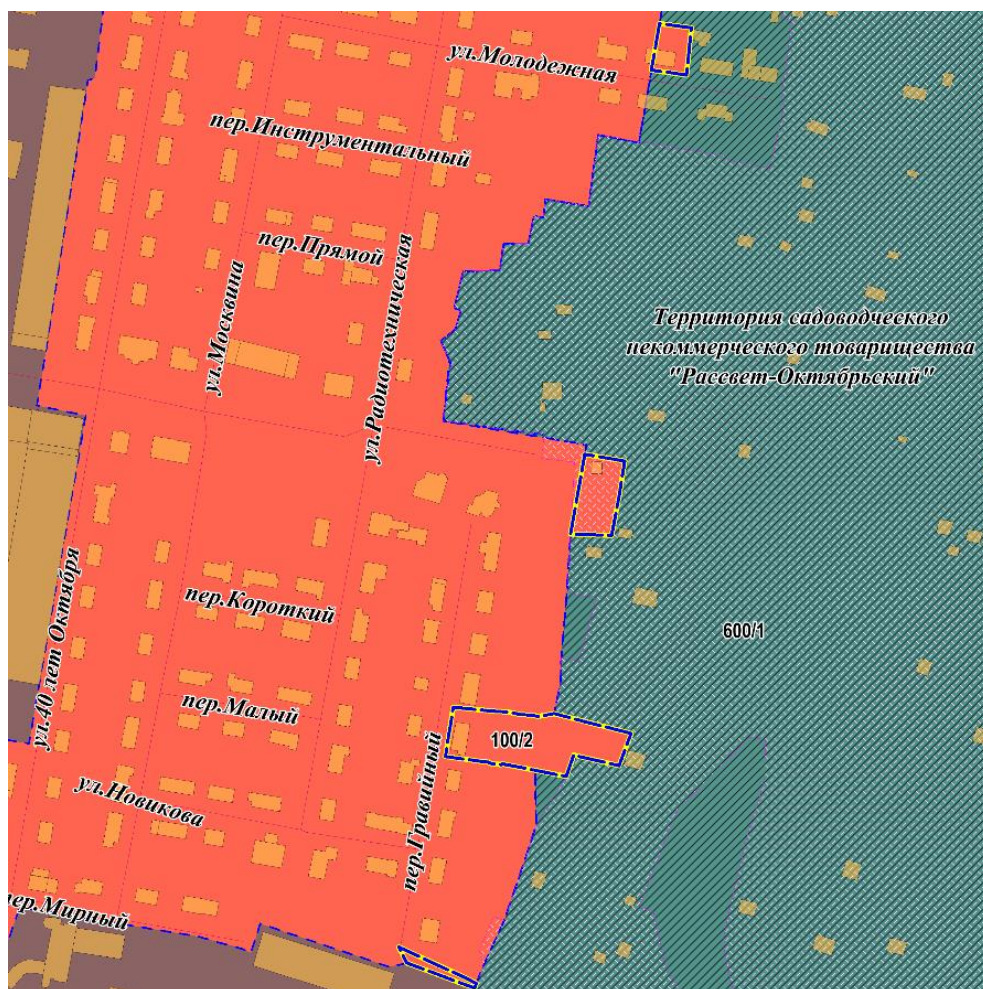 ул.Молодежная
пер.Инструментальный
пер.Прямой
ул.Москвина
ул.Радиотехническая
Территория садоводческого
некоммерческого товарищества
"Рассвет-Октябрьский"
ул.40 лет Октября
пер.Короткий
600/1
пер.Малый
100/2
пер.Гравийный
ул.Новикова
пер.Мирный